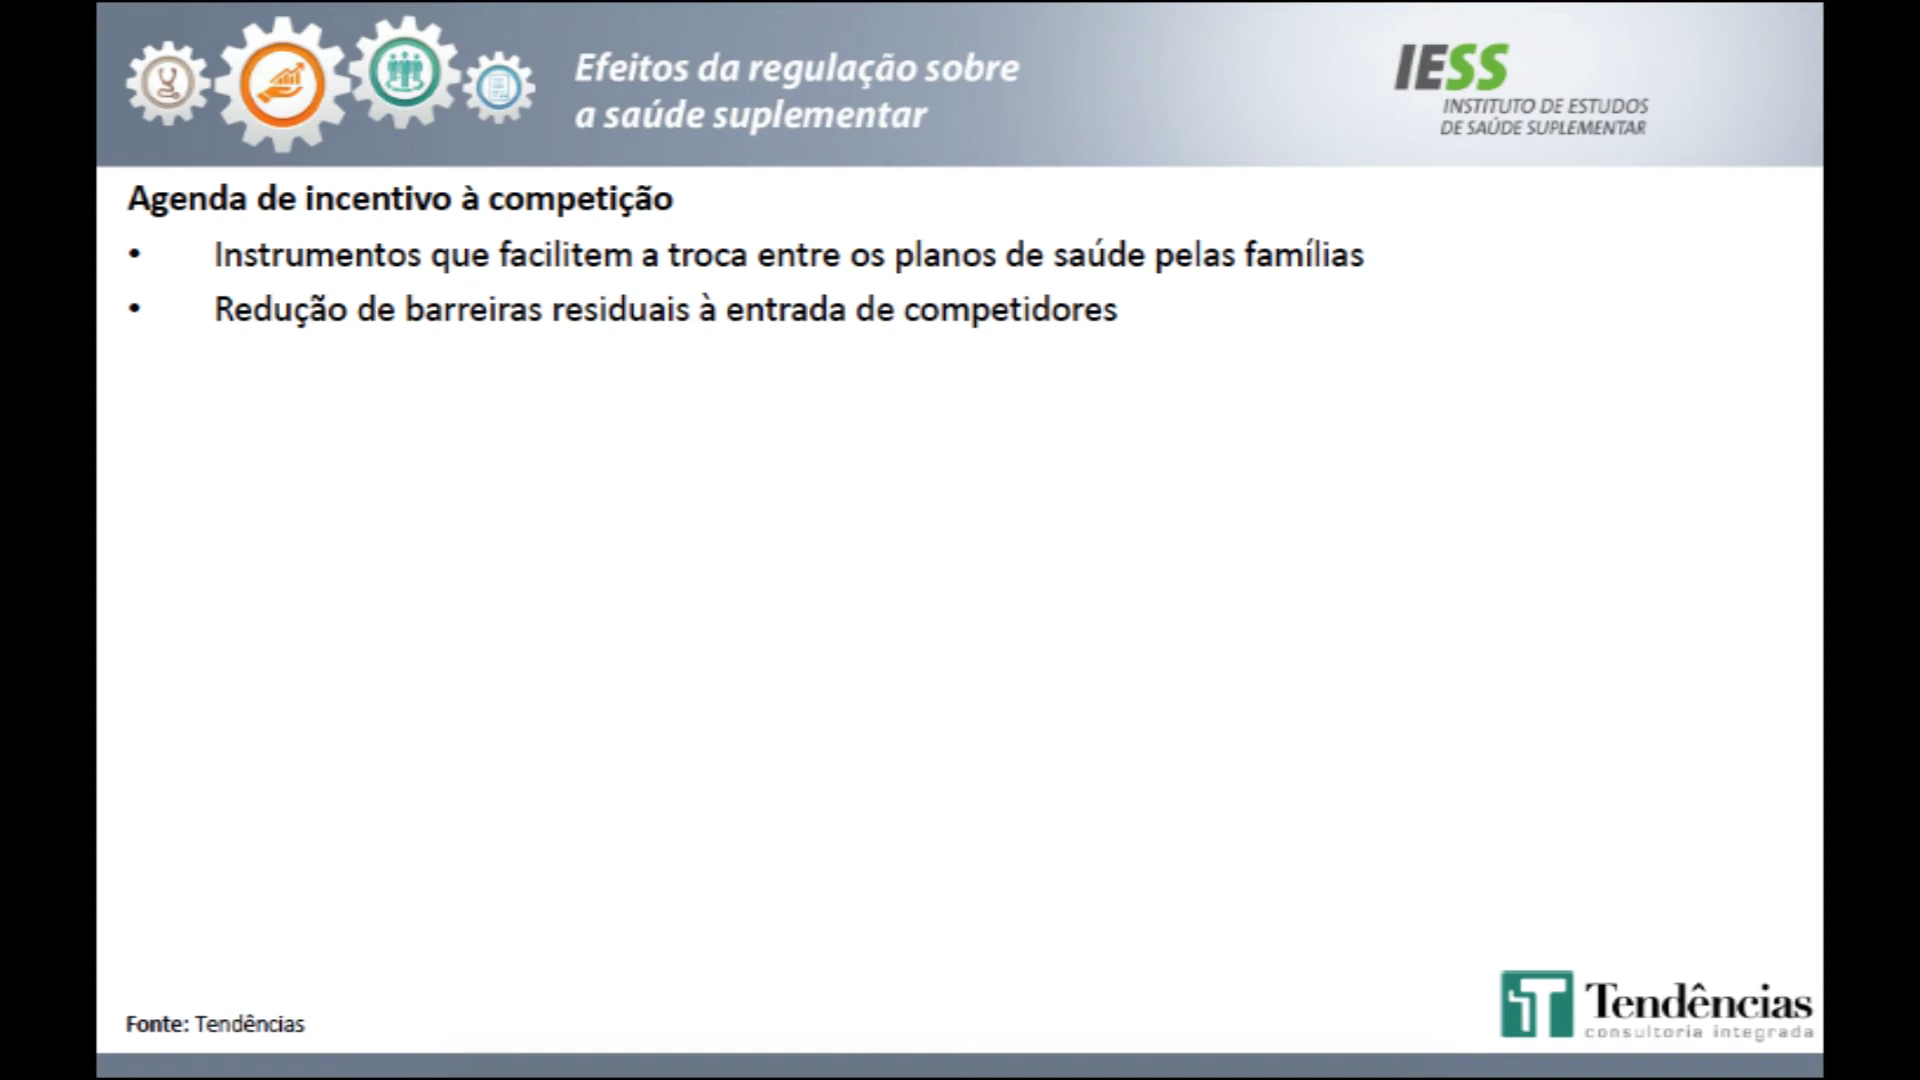 Efeitos da regulação sobre
a saúde suplementar
IESS
INSTITUTO DE ESTUDOS
DE SAÚDE SUPLEMENTAR
Agenda de incentivo à competição
• Instrumentos que facilitem a troca entre os planos de saúde pelas famílias
• Redução de barreiras residuais à entrada de competidores
Fonte: Tendências
Tendências
consultoria integrada